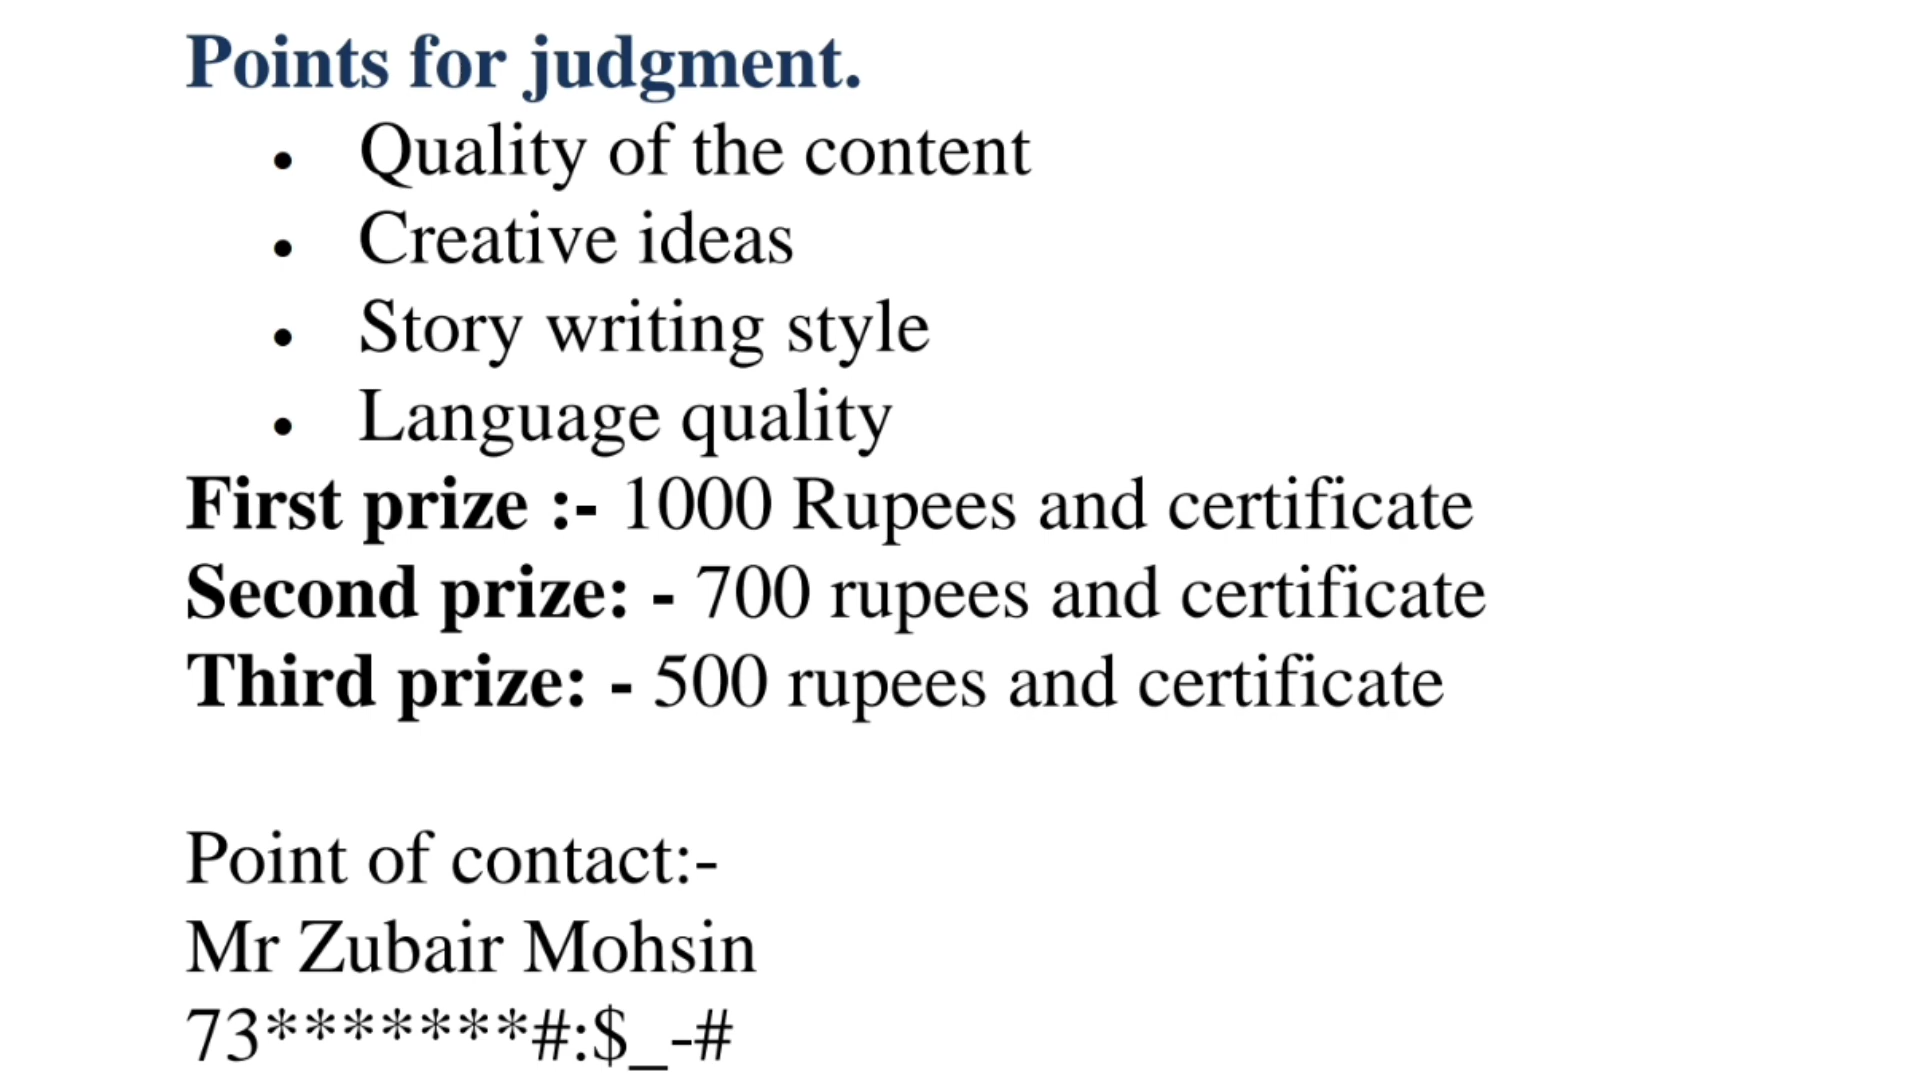 Points for judgment.
• Quality of the content
• Creative ideas
• Story writing style
• Language quality
First prize :- 1000 Rupees and certificate
Second prize: - 700 rupees and certificate
Third prize: - 500 rupees and certificate
Point of contact:-
Mr Zubair Mohsin
73*******#:$_-#